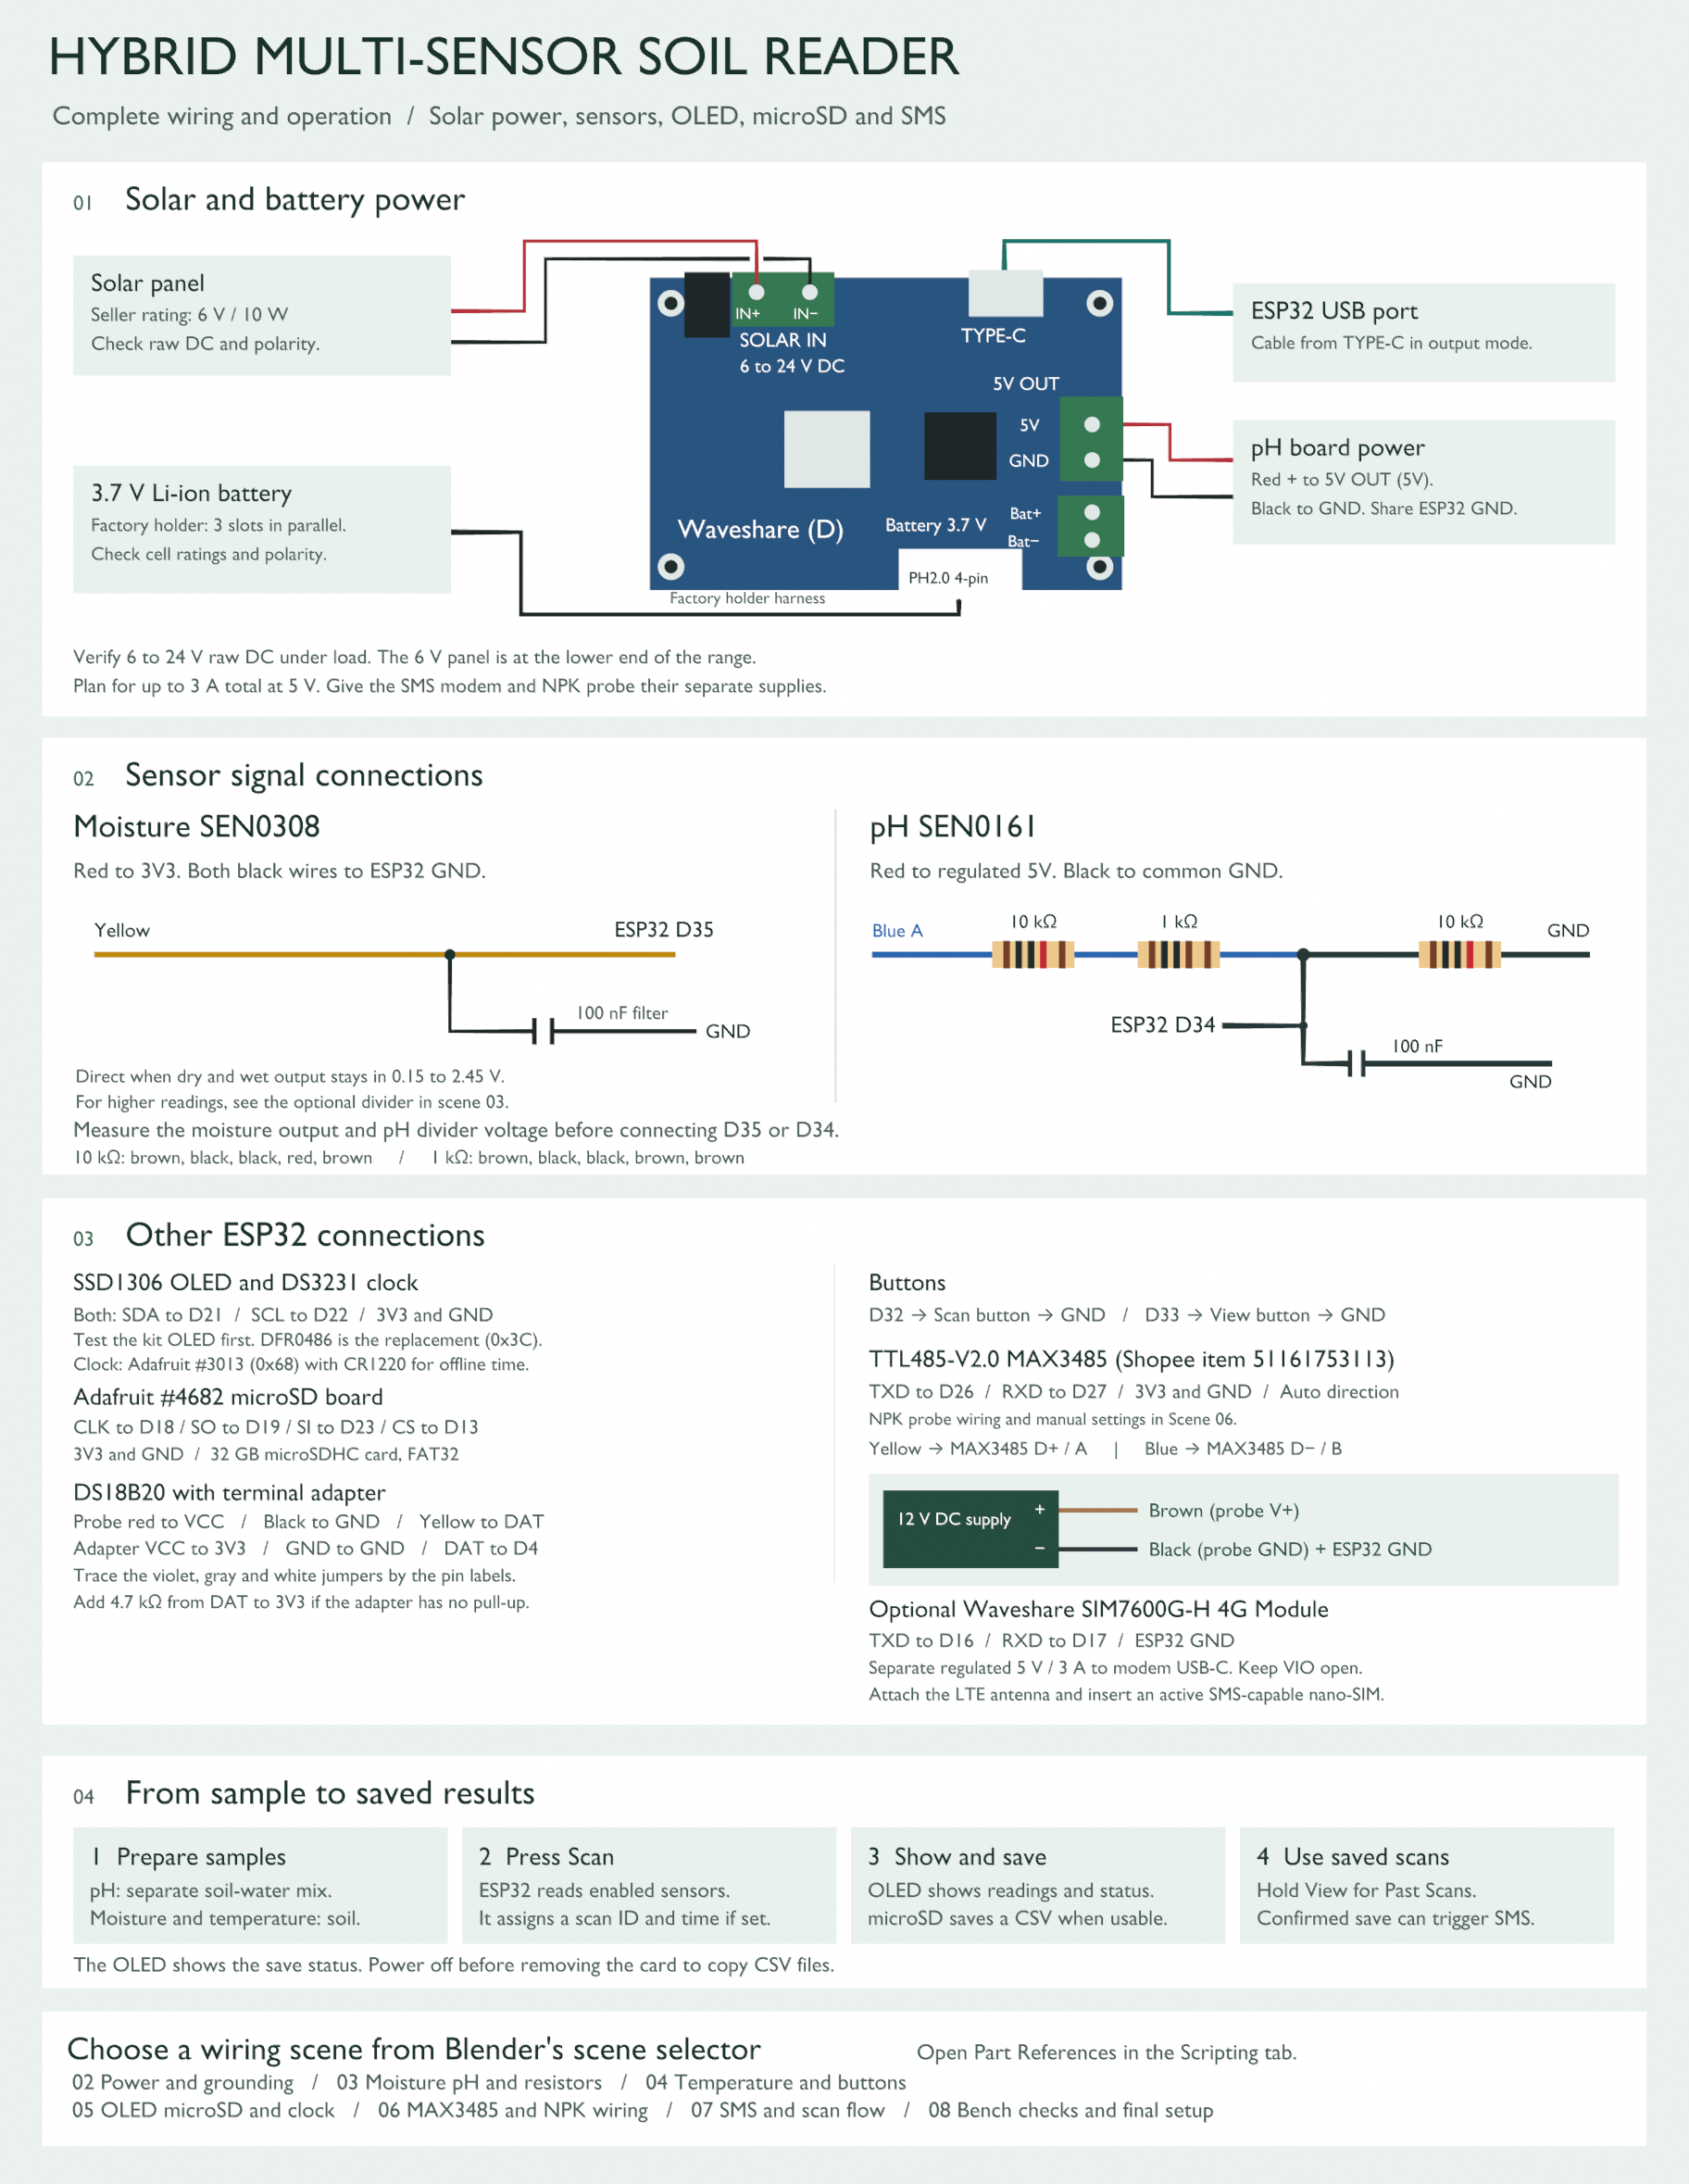 HYBRID MULTI-SENSOR SOIL READER
Complete wiring and operation / Solar power, sensors, OLED, microSD and SMS
01 Solar and battery power
Solar panel
Seller rating: 6 V / 10 W
Check raw DC and polarity.
3.7 V Li-ion battery
Factory holder: 3 slots in parallel.
Check cell ratings and polarity.
IN+ IN−
SOLAR IN
6 to 24 V DC
TYPE-C
5V OUT
5V
GND
Bat+
Bat−
Waveshare (D)
Battery 3.7 V
PH2.0 4-pin
Factory holder harness
ESP32 USB port
Cable from TYPE-C in output mode.
pH board power
Red + to 5V OUT (5V).
Black to GND. Share ESP32 GND.
Verify 6 to 24 V raw DC under load. The 6 V panel is at the lower end of the range.
Plan for up to 3 A total at 5 V. Give the SMS modem and NPK probe their separate supplies.
02 Sensor signal connections
Moisture SEN0308
Red to 3V3. Both black wires to ESP32 GND.
Yellow
ESP32 D35
100 nF filter
GND
Direct when dry and wet output stays in 0.15 to 2.45 V.
For higher readings, see the optional divider in scene 03.
Measure the moisture output and pH divider voltage before connecting D35 or D34.
10 kΩ: brown, black, black, red, brown / 1 kΩ: brown, black, black, brown, brown
pH SEN0161
Red to regulated 5V. Black to common GND.
Blue A
10 kΩ
1 kΩ
10 kΩ
GND
ESP32 D34
100 nF
GND
03 Other ESP32 connections
SSD1306 OLED and DS3231 clock
Both: SDA to D21 / SCL to D22 / 3V3 and GND
Test the kit OLED first. DFR0486 is the replacement (0x3C).
Clock: Adafruit #3013 (0x68) with CR1220 for offline time.
Adafruit #4682 microSD board
CLK to D18 / SO to D19 / SI to D23 / CS to D13
3V3 and GND / 32 GB microSDHC card, FAT32
DS18B20 with terminal adapter
Probe red to VCC / Black to GND / Yellow to DAT
Adapter VCC to 3V3 / GND to GND / DAT to D4
Trace the violet, gray and white jumpers by the pin labels.
Add 4.7 kΩ from DAT to 3V3 if the adapter has no pull-up.
Buttons
D32 → Scan button → GND / D33 → View button → GND
TTL485-V2.0 MAX3485 (Shopee item 51161753113)
TXD to D26 / RXD to D27 / 3V3 and GND / Auto direction
NPK probe wiring and manual settings in Scene 06.
Yellow → MAX3485 D+ / A | Blue → MAX3485 D− / B
12 V DC supply
+
−
Brown (probe V+)
Black (probe GND) + ESP32 GND
Optional Waveshare SIM7600G-H 4G Module
TXD to D16 / RXD to D17 / ESP32 GND
Separate regulated 5 V / 3 A to modem USB-C. Keep VIO open.
Attach the LTE antenna and insert an active SMS-capable nano-SIM.
04 From sample to saved results
1 Prepare samples
pH: separate soil-water mix.
Moisture and temperature: soil.
2 Press Scan
ESP32 reads enabled sensors.
It assigns a scan ID and time if set.
3 Show and save
OLED shows readings and status.
microSD saves a CSV when usable.
4 Use saved scans
Hold View for Past Scans.
Confirmed save can trigger SMS.
The OLED shows the save status. Power off before removing the card to copy CSV files.
Choose a wiring scene from Blender's scene selector
Open Part References in the Scripting tab.
02 Power and grounding / 03 Moisture pH and resistors / 04 Temperature and buttons
05 OLED microSD and clock / 06 MAX3485 and NPK wiring / 07 SMS and scan flow / 08 Bench checks and final setup